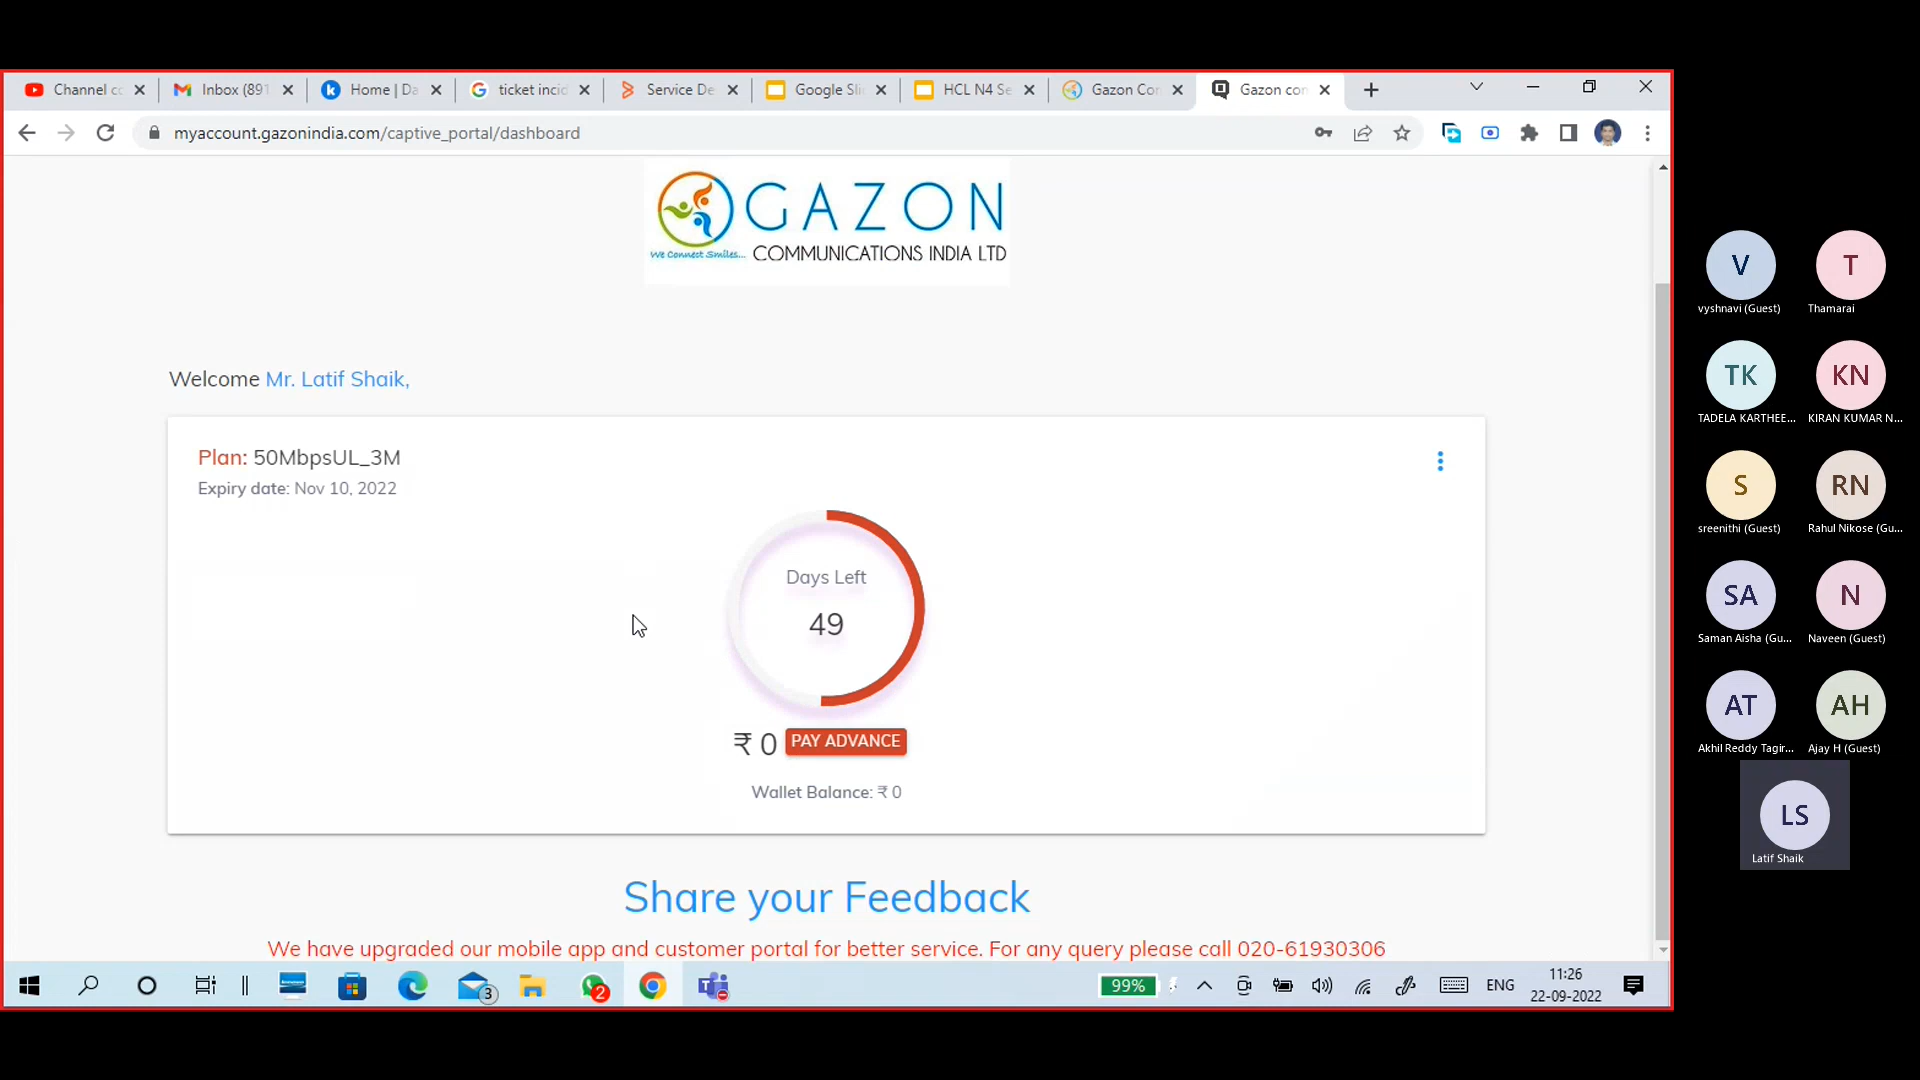 Channel cc
Inbox (891
Home | Da
ticket incid
Service De
Google Sli
HCL N4 Se
Gazon Cor
Gazon con
myaccount.gazonindia.com/captive_portal/dashboard
GAZON
We Connect Smiles...
COMMUNICATIONS INDIA LTD
Welcome Mr. Latif Shaik,
Plan: 50MbpsUL_3M
Expiry date: Nov 10, 2022
Days Left
49
₹ 0 PAY ADVANCE
Wallet Balance: ₹ 0
Share your Feedback
We have upgraded our mobile app and customer portal for better service. For any query please call 020-61930306
3
2
99%
ENG
11:26
22-09-2022
V
vyshnavi (Guest)
T
Thamarai
TK
TADELA KARTHEE...
KN
KIRAN KUMAR N...
S
sreenithi (Guest)
RN
Rahul Nikose (Gu...
SA
Saman Aisha (Gu...
N
Naveen (Guest)
AT
Akhil Reddy Tagir...
AH
Ajay H (Guest)
LS
Latif Shaik